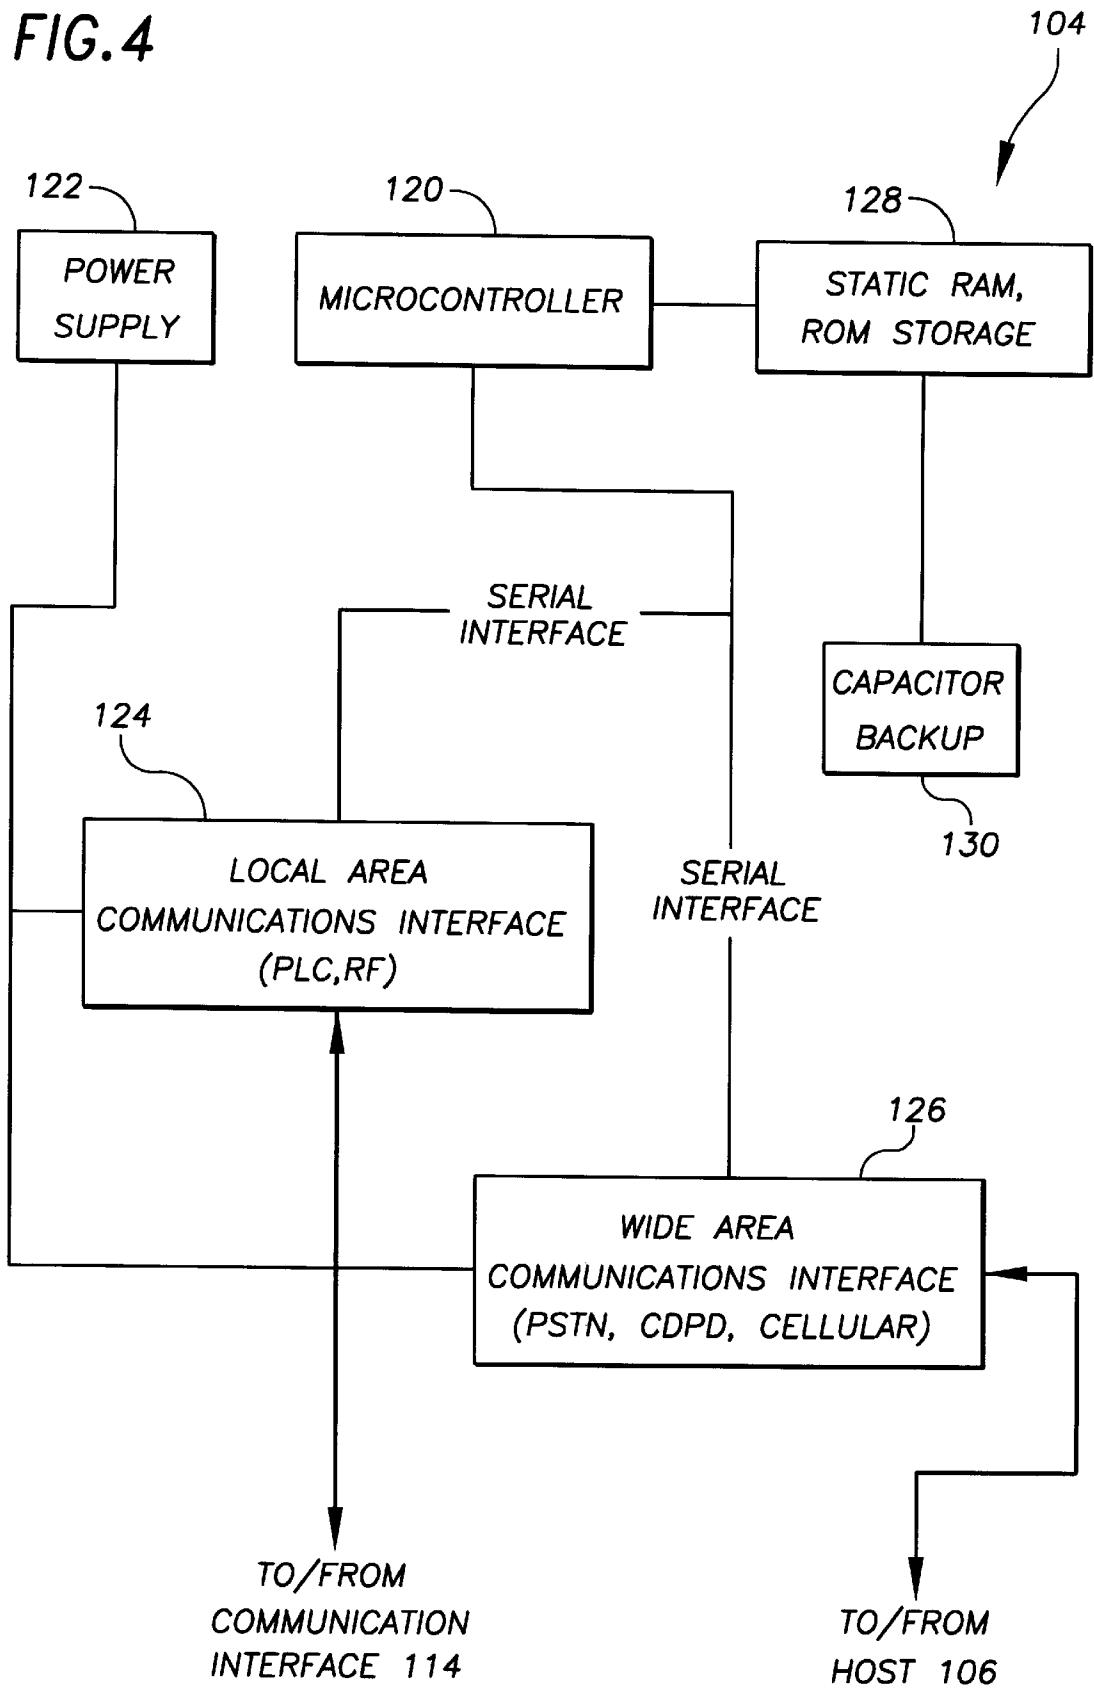 FIG.4
104
122
120
128
POWER
SUPPLY
MICROCONTROLLER
STATIC RAM,
ROM STORAGE
SERIAL
INTERFACE
CAPACITOR
BACKUP
130
124
LOCAL AREA
COMMUNICATIONS INTERFACE
(PLC,RF)
SERIAL
INTERFACE
126
WIDE AREA
COMMUNICATIONS INTERFACE
(PSTN, CDPD, CELLULAR)
TO/FROM
COMMUNICATION
INTERFACE 114
TO/FROM
HOST 106